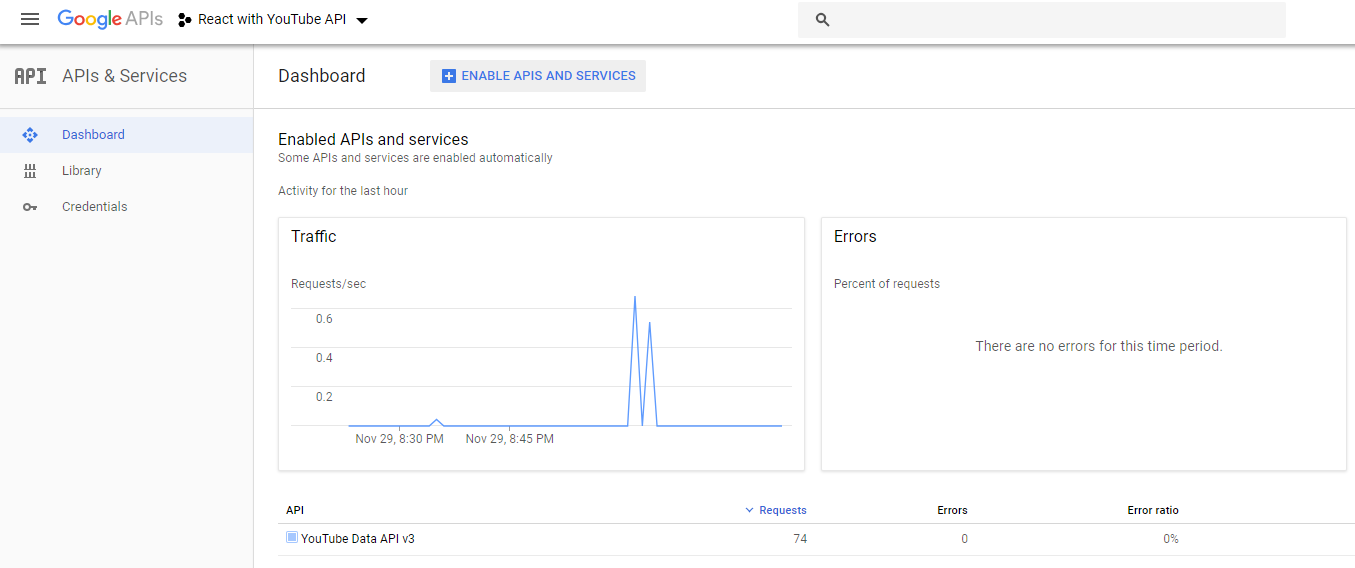 Google APIs React with YouTube API
API APIs & Services
Dashboard
Library
Credentials
Dashboard ENABLE APIS AND SERVICES
Enabled APIs and services
Some APIs and services are enabled automatically
Activity for the last hour
Traffic
Requests/sec
0.6
0.4
0.2
Nov 29, 8:30 PM Nov 29, 8:45 PM
Errors
Percent of requests
There are no errors for this time period.
API Requests Errors Error ratio
YouTube Data API v3 74 0 0%